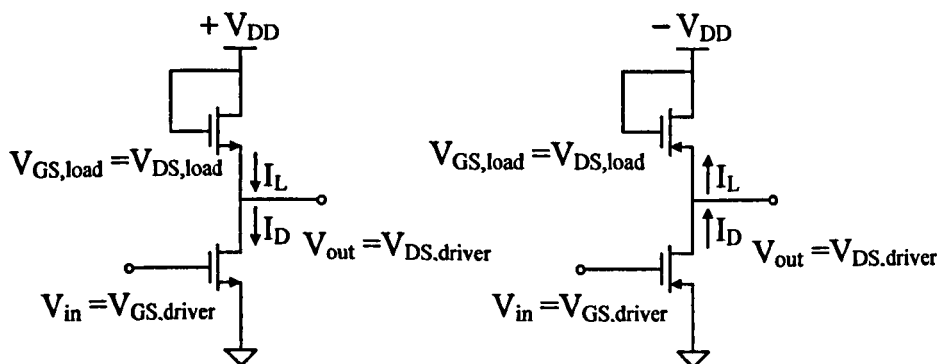 + V_DD
V_GS,load = V_DS,load
I_L
I_D
V_out = V_DS.driver
V_in = V_GS.driver
− V_DD
V_GS,load = V_DS,load
I_L
I_D
V_out = V_DS.driver
V_in = V_GS.driver